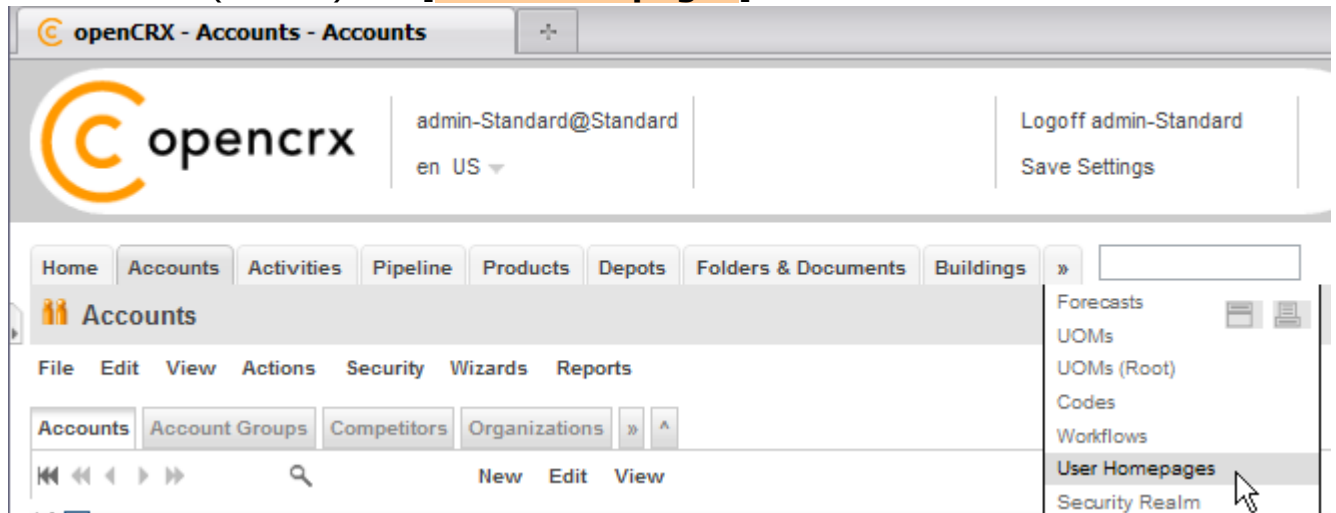 openCRX - Accounts - Accounts
opencrx
admin-Standard@Standard
en US
Logoff admin-Standard
Save Settings
Home Accounts Activities Pipeline Products Depots Folders & Documents Buildings »
Accounts
Forecasts
UOMs
UOMs (Root)
Codes
Workflows
User Homepages
Security Realm
File Edit View Actions Security Wizards Reports
Accounts Account Groups Competitors Organizations » ^
New Edit View